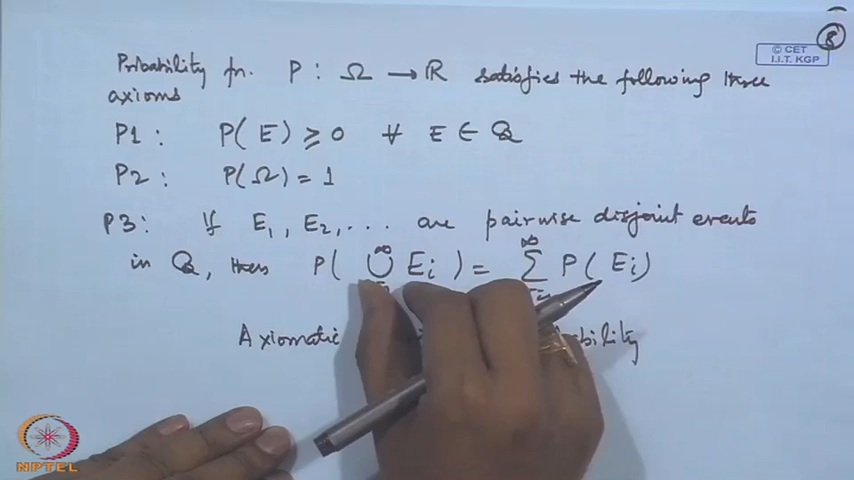 8
© CET
I.I.T. KGP
Probability fn. P : Ω → ℝ satisfies the following three
axioms
P1 : P(E) ≥ 0 ∀ E ∈ Q
P2 : P(Ω) = 1
P3 : If E₁, E₂, ... are pairwise disjoint events
in Q, then P( ∪^∞ Eᵢ ) = ∑^∞ P( Eᵢ )
Axiomatic
NPTEL